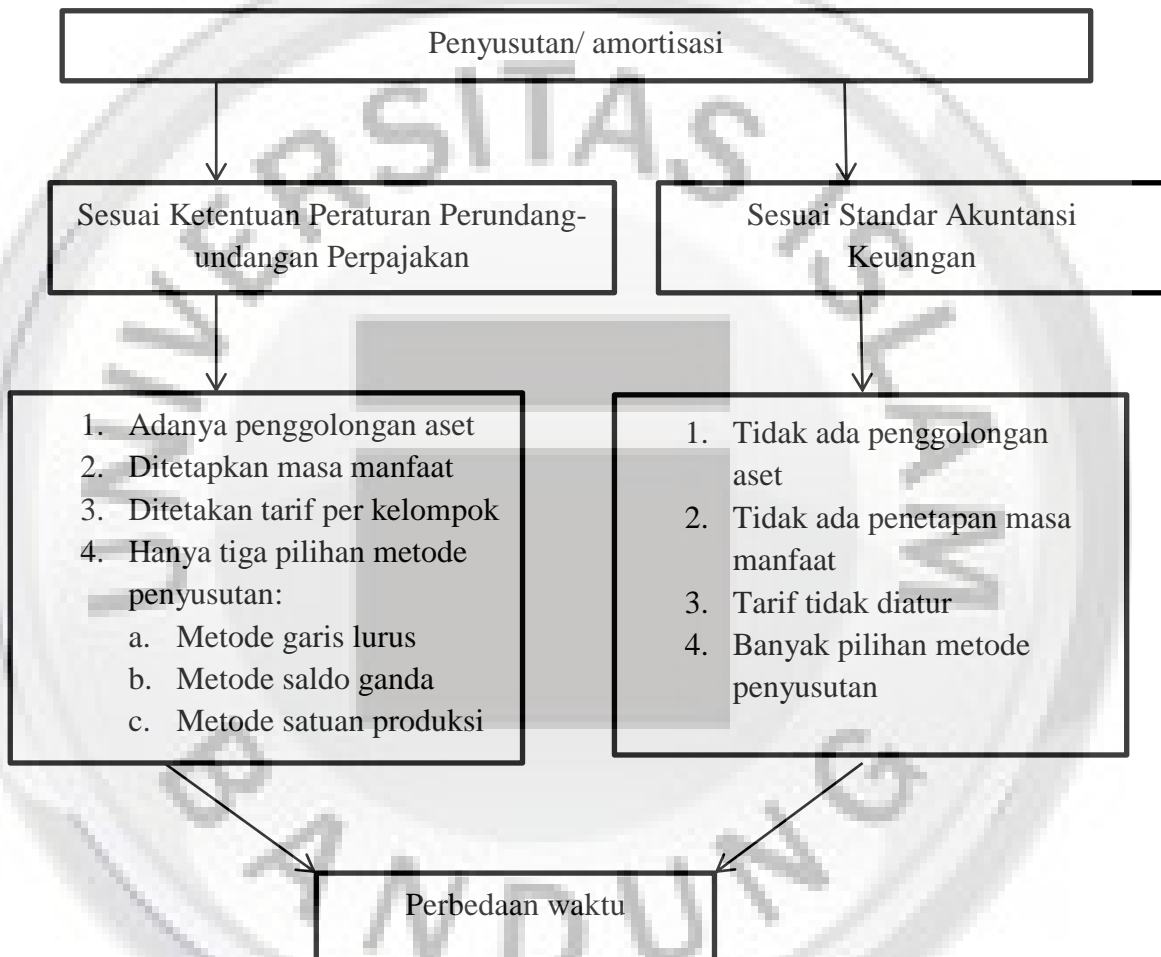 Penyusutan/ amortisasi
Sesuai Ketentuan Peraturan Perundang-
undangan Perpajakan
Sesuai Standar Akuntansi
Keuangan
1. Adanya penggolongan aset
2. Ditetapkan masa manfaat
3. Ditetakan tarif per kelompok
4. Hanya tiga pilihan metode
penyusutan:
a. Metode garis lurus
b. Metode saldo ganda
c. Metode satuan produksi
1. Tidak ada penggolongan
aset
2. Tidak ada penetapan masa
manfaat
3. Tarif tidak diatur
4. Banyak pilihan metode
penyusutan
Perbedaan waktu
UNIVERSITAS ISLAM
BANDUNG